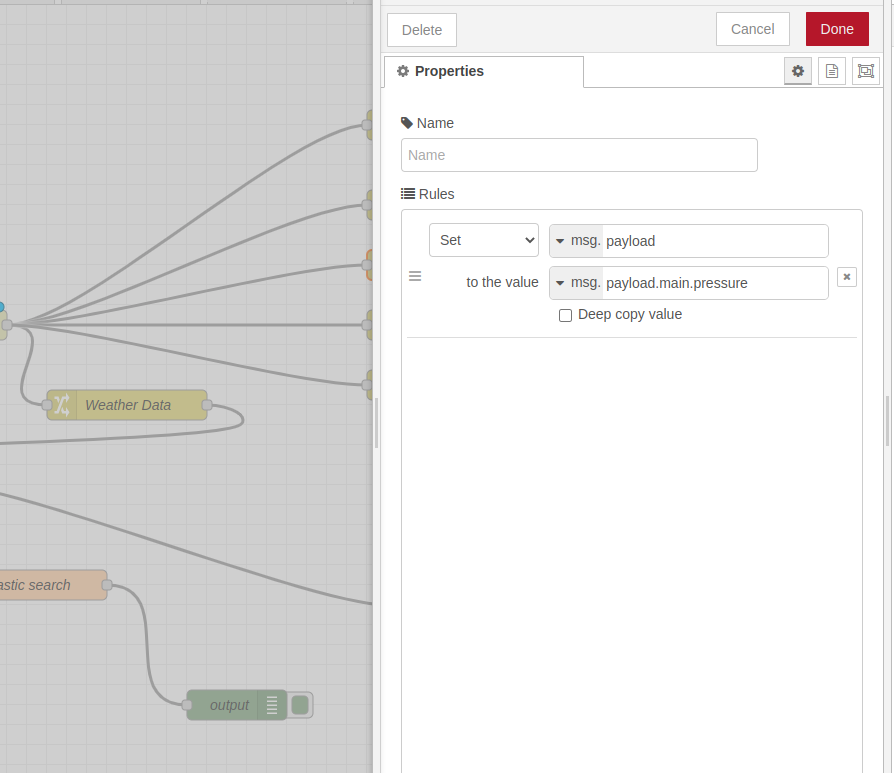 Delete
Cancel
Done
Properties
Name
Name
Rules
Set
msg. payload
to the value
msg. payload.main.pressure
Deep copy value
Weather Data
astic search
output